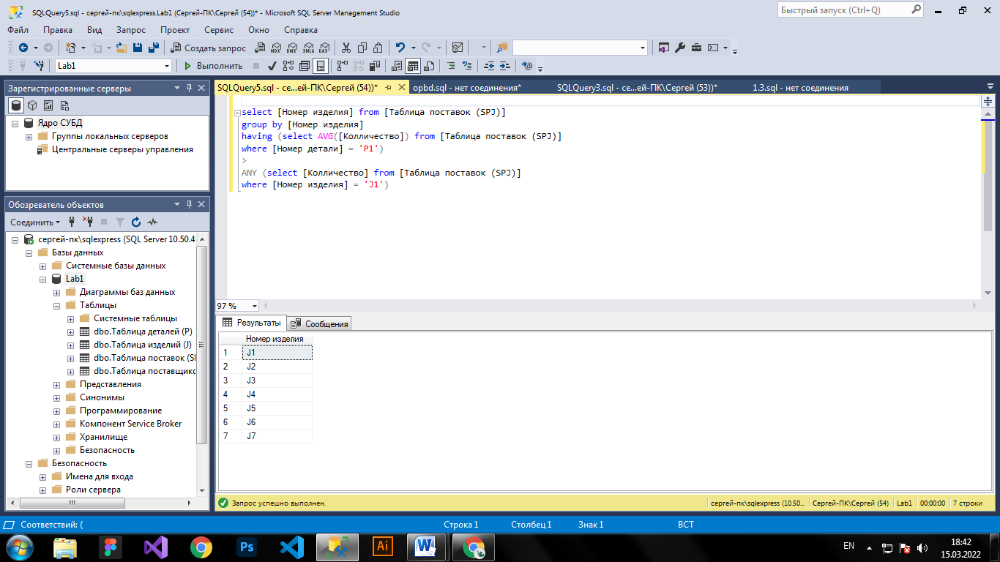 SQLQuery5.sql - сергей-пк\sqlexpress.Lab1 (Сергей-ПК\Сергей (54))* - Microsoft SQL Server Management Studio
Быстрый запуск (Ctrl+Q)
Файл Правка Вид Запрос Проект Сервис Окно Справка
Создать запрос MDX DMX XMLA DAX
Lab1 Выполнить
Зарегистрированные серверы
Ядро СУБД
Группы локальных серверов
Центральные серверы управления
Обозреватель объектов
Соединить
сергей-пк\sqlexpress (SQL Server 10.50.4
Базы данных
Системные базы данных
Lab1
Диаграммы баз данных
Таблицы
Системные таблицы
dbo.Таблица деталей (P)
dbo.Таблица изделий (J)
dbo.Таблица поставок (SI
dbo.Таблица поставщикс
Представления
Синонимы
Программирование
Компонент Service Broker
Хранилище
Безопасность
Безопасность
Имена для входа
Роли сервера
SQLQuery5.sql - се...ей-ПК\Сергей (54))* opbd.sql - нет соединения* SQLQuery3.sql - се...ей-ПК\Сергей (53))* 1.3.sql - нет соединения
select [Номер изделия] from [Таблица поставок (SPJ)]
group by [Номер изделия]
having (select AVG([Колличество]) from [Таблица поставок (SPJ)]
where [Номер детали] = 'P1')
>
ANY (select [Колличество] from [Таблица поставок (SPJ)]
where [Номер изделия] = 'J1')
97 %
Результаты Сообщения
Номер изделия
1 J1
2 J2
3 J3
4 J4
5 J5
6 J6
7 J7
Запрос успешно выполнен. сергей-пк\sqlexpress (10.50... Сергей-ПК\Сергей (54) Lab1 00:00:00 7 строки
Соответствий: ( Строка 1 Столбец 1 Знак 1 ВСТ
Ps Ai W
EN 18:42
15.03.2022